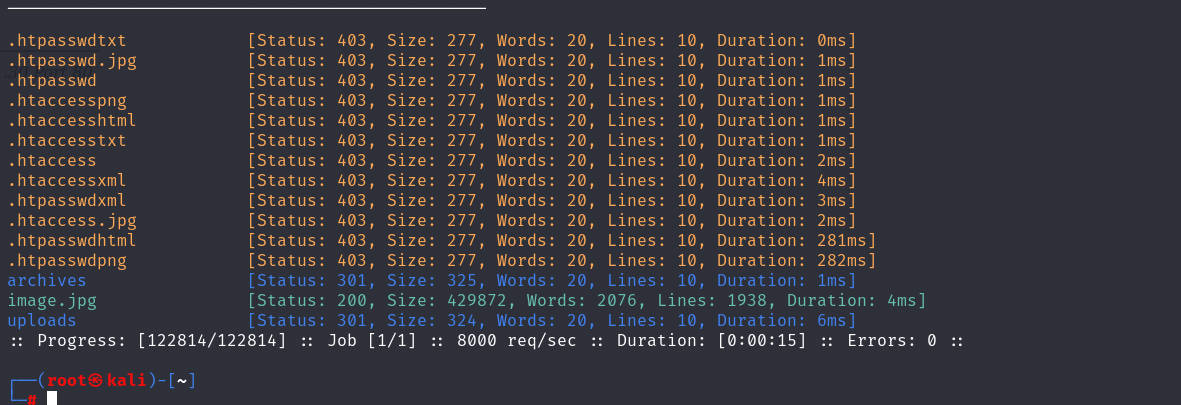 .htpasswdtxt [Status: 403, Size: 277, Words: 20, Lines: 10, Duration: 0ms]
.htpasswd.jpg [Status: 403, Size: 277, Words: 20, Lines: 10, Duration: 1ms]
.htpasswd [Status: 403, Size: 277, Words: 20, Lines: 10, Duration: 1ms]
.htaccesspng [Status: 403, Size: 277, Words: 20, Lines: 10, Duration: 1ms]
.htaccesshtml [Status: 403, Size: 277, Words: 20, Lines: 10, Duration: 1ms]
.htaccesstxt [Status: 403, Size: 277, Words: 20, Lines: 10, Duration: 1ms]
.htaccess [Status: 403, Size: 277, Words: 20, Lines: 10, Duration: 2ms]
.htaccessxml [Status: 403, Size: 277, Words: 20, Lines: 10, Duration: 4ms]
.htpasswdxml [Status: 403, Size: 277, Words: 20, Lines: 10, Duration: 3ms]
.htaccess.jpg [Status: 403, Size: 277, Words: 20, Lines: 10, Duration: 2ms]
.htpasswdhtml [Status: 403, Size: 277, Words: 20, Lines: 10, Duration: 281ms]
.htpasswdpng [Status: 403, Size: 277, Words: 20, Lines: 10, Duration: 282ms]
archives [Status: 301, Size: 325, Words: 20, Lines: 10, Duration: 1ms]
image.jpg [Status: 200, Size: 429872, Words: 2076, Lines: 1938, Duration: 4ms]
uploads [Status: 301, Size: 324, Words: 20, Lines: 10, Duration: 6ms]
:: Progress: [122814/122814] :: Job [1/1] :: 8000 req/sec :: Duration: [0:00:15] :: Errors: 0 ::
┌──(root㉿kali)-[~]
└─#